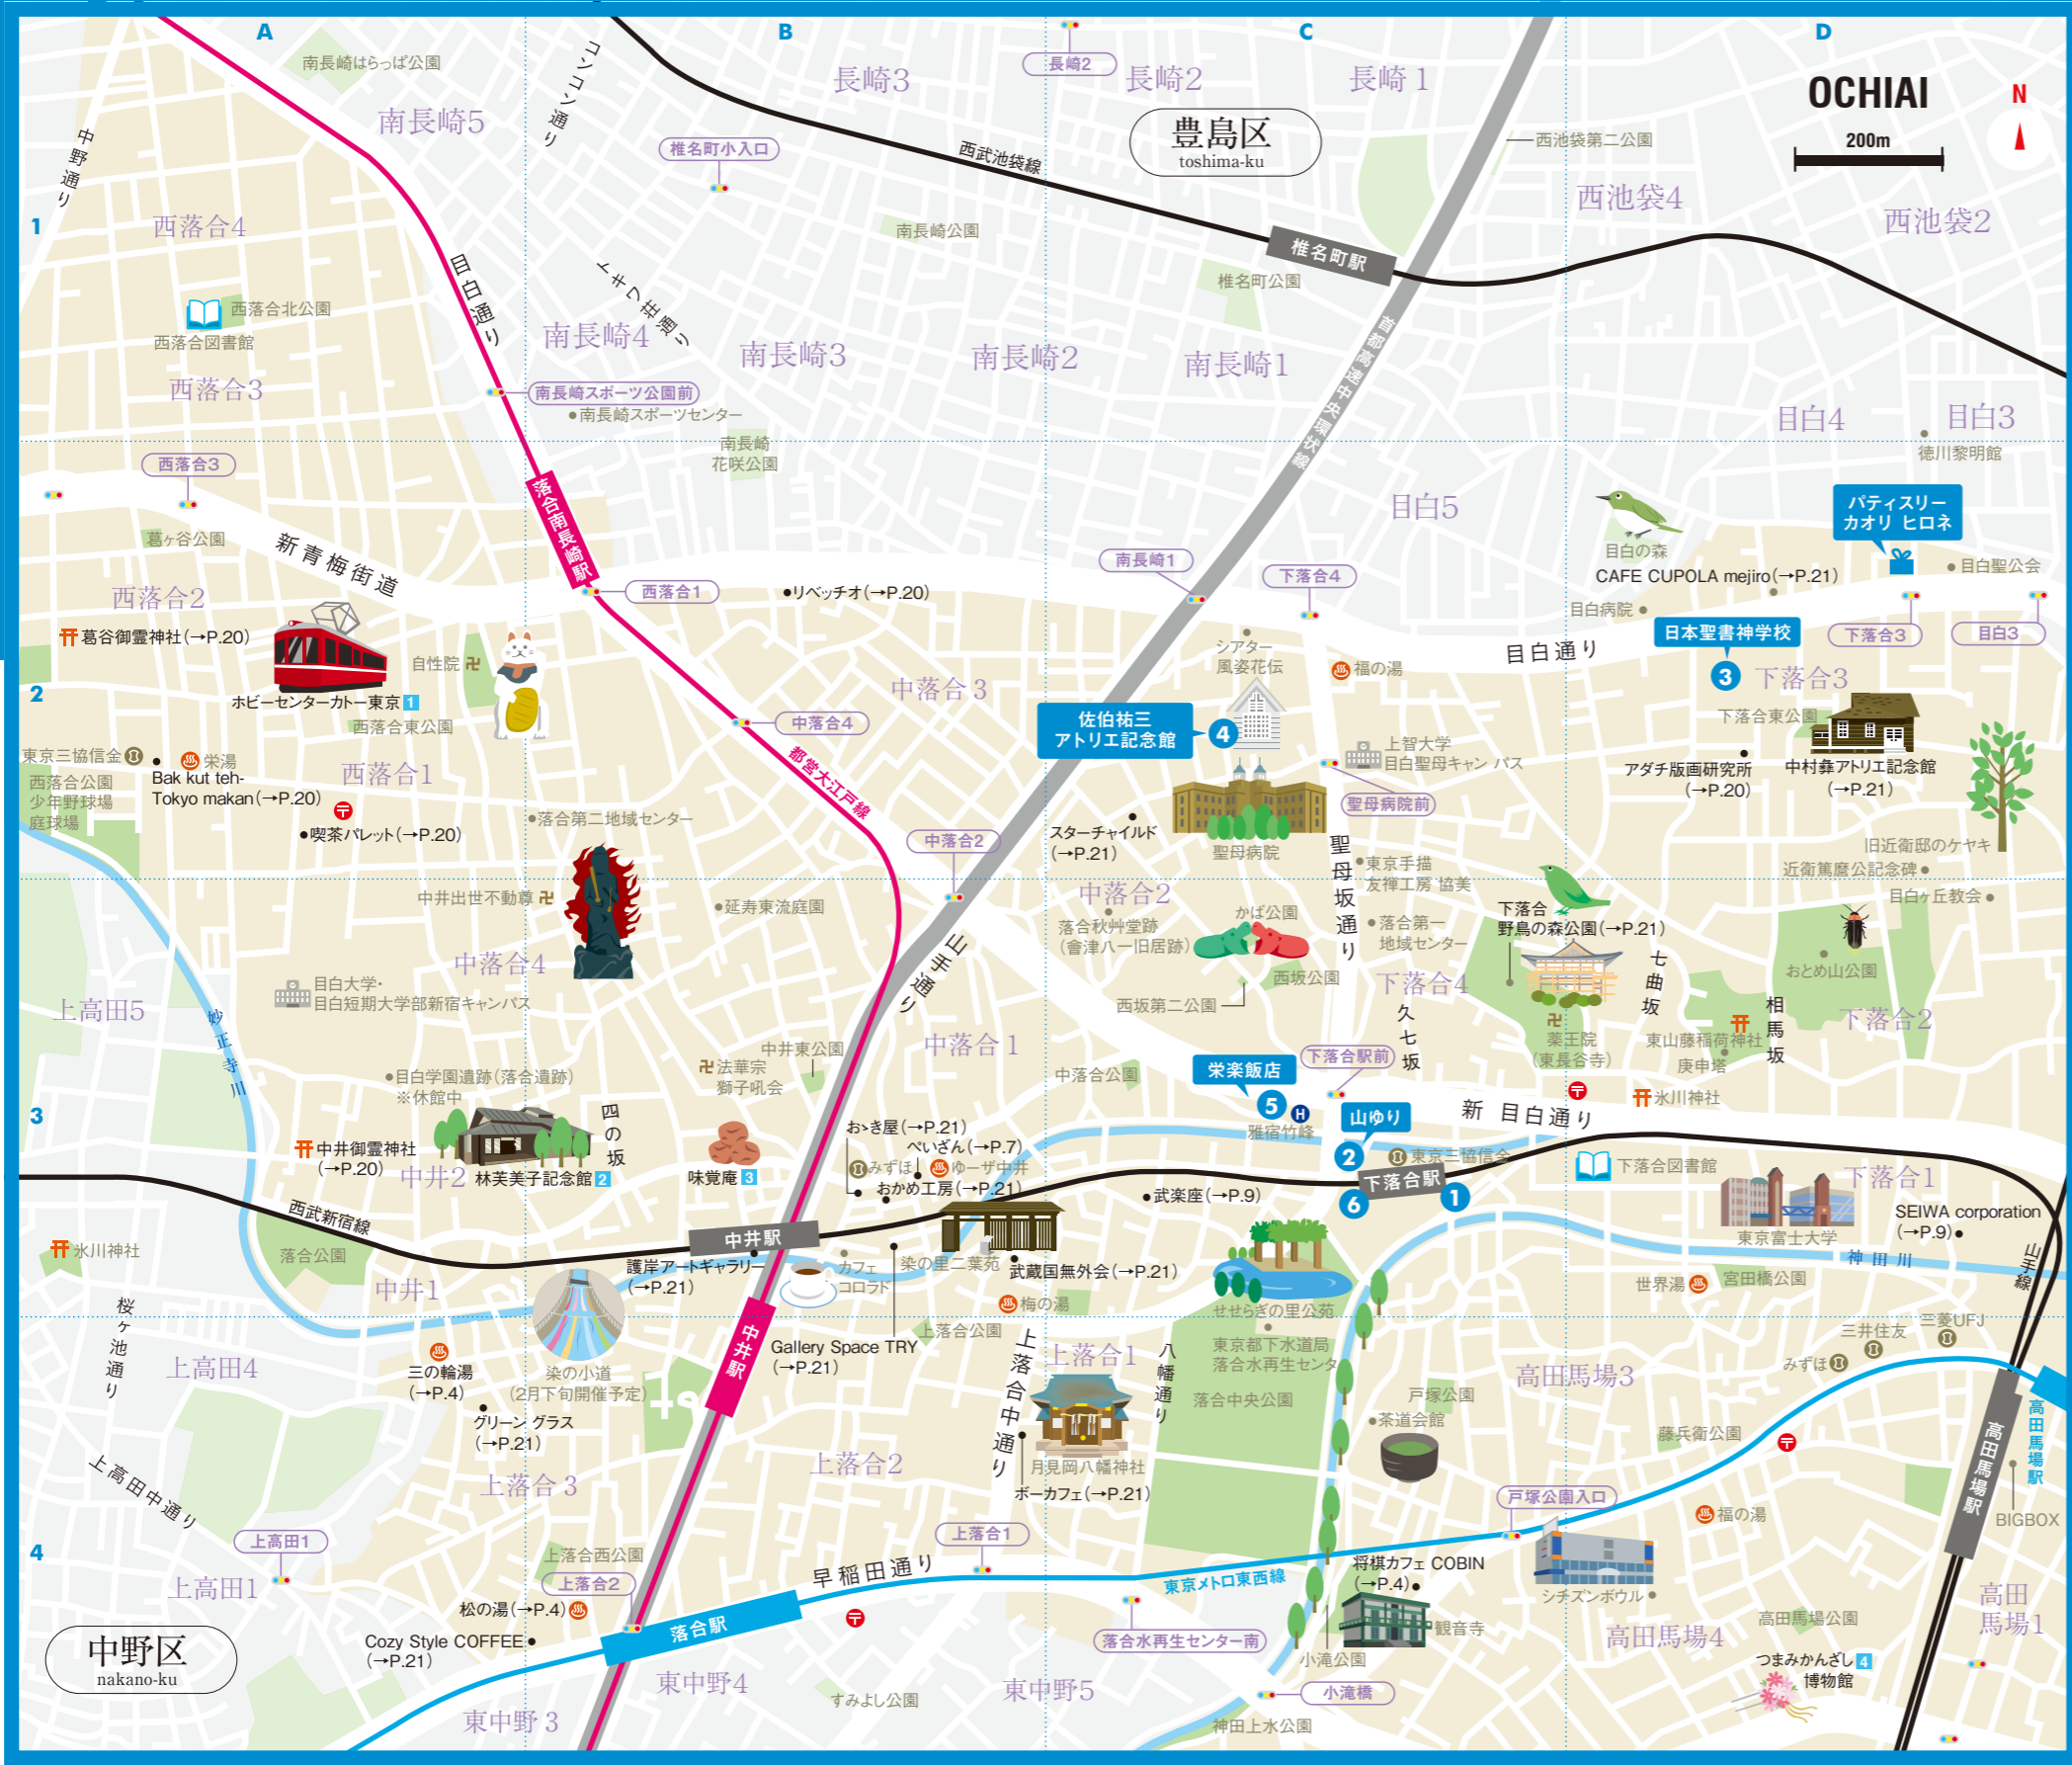 A
B
C
D
1
2
3
4
OCHIAI
200m
N
豊島区
toshima-ku
中野区
nakano-ku
南長崎はらっぱ公園
南長崎5
コンコン通り
長崎3
長崎2
長崎2
長崎1
西池袋第二公園
西池袋4
西池袋2
中野通り
椎名町小入口
西武池袋線
西落合4
南長崎公園
椎名町駅
椎名町公園
目白通り
トキワ荘通り
西落合北公園
西落合図書館
南長崎4
南長崎3
南長崎2
南長崎1
首都高速中央環状線
西落合3
南長崎スポーツ公園前
南長崎スポーツセンター
目白4
目白3
徳川黎明館
西落合3
南長崎
花咲公園
落合南長崎駅
目白5
パティスリー
カオリ ヒロネ
葛ヶ谷公園
新青梅街道
目白の森
CAFE CUPOLA mejiro(→P.21)
目白聖公会
南長崎1
下落合4
西落合2
西落合1
リベッチオ(→P.20)
目白病院
葛谷御霊神社(→P.20)
自性院
シアター
風姿花伝
福の湯
目白通り
日本聖書神学校
3
下落合3
目白3
下落合3
ホビーセンターカトー東京 1
西落合東公園
中落合3
中落合4
佐伯祐三
アトリエ記念館
4
下落合東公園
東京三協信金
栄湯
Bak kut teh-
Tokyo makan(→P.20)
西落合公園
少年野球場
庭球場
西落合1
都営大江戸線
上智大学
目白聖母キャンパス
聖母病院前
アダチ版画研究所
(→P.20)
中村彝アトリエ記念館
(→P.21)
喫茶パレット(→P.20)
落合第二地域センター
中落合2
スターチャイルド
(→P.21)
聖母病院
聖母坂通り
東京手描
友禅工房 協美
旧近衛邸のケヤキ
近衛篤麿公記念碑
目白ヶ丘教会
中井出世不動尊
延寿東流庭園
中落合2
落合秋艸堂跡
(會津八一旧居跡)
かば公園
落合第一
地域センター
下落合
野鳥の森公園(→P.21)
中落合4
山手通り
西坂公園
西坂第二公園
下落合4
七曲坂
おとめ山公園
目白大学・
目白短期大学部新宿キャンパス
上高田5
妙正寺川
久七坂
薬王院
(東長谷寺)
東山藤稲荷神社
庚申塔
相馬坂
下落合2
中落合1
中井東公園
法華宗
獅子吼会
中落合公園
下落合駅前
栄楽飯店
5
雅宿竹峰
目白学園遺跡(落合遺跡)
※休館中
四の坂
山ゆり
2
新目白通り
氷川神社
中井御霊神社
(→P.20)
中井2
林芙美子記念館 2
味覚庵 3
おゝき屋(→P.21)
ぺいざん(→P.7)
みずほ
ゆーザ中井
おかめ工房(→P.21)
武楽座(→P.9)
東京三協信金
下落合駅
6
1
下落合図書館
下落合1
東京富士大学
SEIWA corporation
(→P.9)
西武新宿線
氷川神社
落合公園
中井駅
護岸アートギャラリー
(→P.21)
カフェ
コロラド
染の里二葉苑
武蔵国無外会(→P.21)
梅の湯
せせらぎの里公苑
神田川
山手線
世界湯
宮田橋公園
中井1
桜ヶ池通り
上高田4
三の輪湯
(→P.4)
グリーン グラス
(→P.21)
染の小道
(2月下旬開催予定)
中井駅
Gallery Space TRY
(→P.21)
上落合公園
上落合中通り
上落合1
八幡通り
東京都下水道局
落合水再生センタ
落合中央公園
戸塚公園
茶道会館
高田馬場3
三井住友
三菱UFJ
みずほ
藤兵衛公園
高田馬場駅
高田馬場駅
BIGBOX
上高田中通り
上落合3
上落合2
月見岡八幡神社
ボーカフェ(→P.21)
戸塚公園入口
福の湯
上高田1
上高田1
上落合西公園
上落合2
松の湯(→P.4)
Cozy Style COFFEE
(→P.21)
落合駅
早稲田通り
上落合1
東京メトロ東西線
落合水再生センター南
将棋カフェ COBIN
(→P.4)
観音寺
小滝公園
シチズンボウル
高田馬場4
高田馬場公園
高田
馬場1
つまみかんざし 4
博物館
東中野4
東中野3
すみよし公園
東中野5
小滝橋
神田上水公園